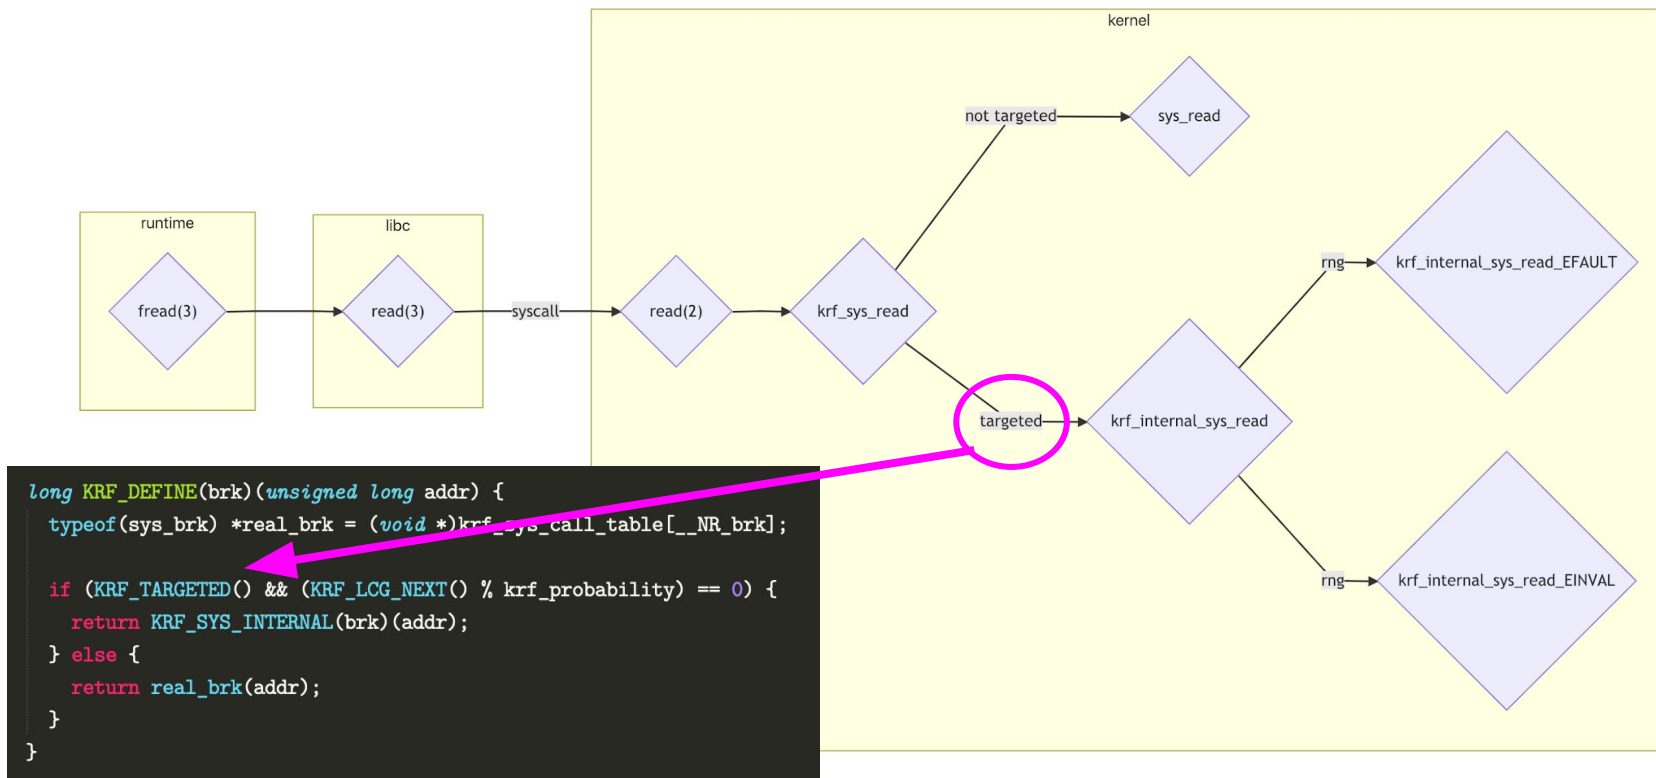 kernel
not targeted
sys_read
runtime
libc
fread(3)
read(3)
syscall
read(2)
krf_sys_read
rng
krf_internal_sys_read_EFAULT
targeted
krf_internal_sys_read
rng
krf_internal_sys_read_EINVAL
long KRF_DEFINE(brk)(unsigned long addr) {
typeof(sys_brk) *real_brk = (void *)krf_sys_call_table[__NR_brk];
if (KRF_TARGETED() && (KRF_LCG_NEXT() % krf_probability) == 0) {
return KRF_SYS_INTERNAL(brk)(addr);
} else {
return real_brk(addr);
}
}